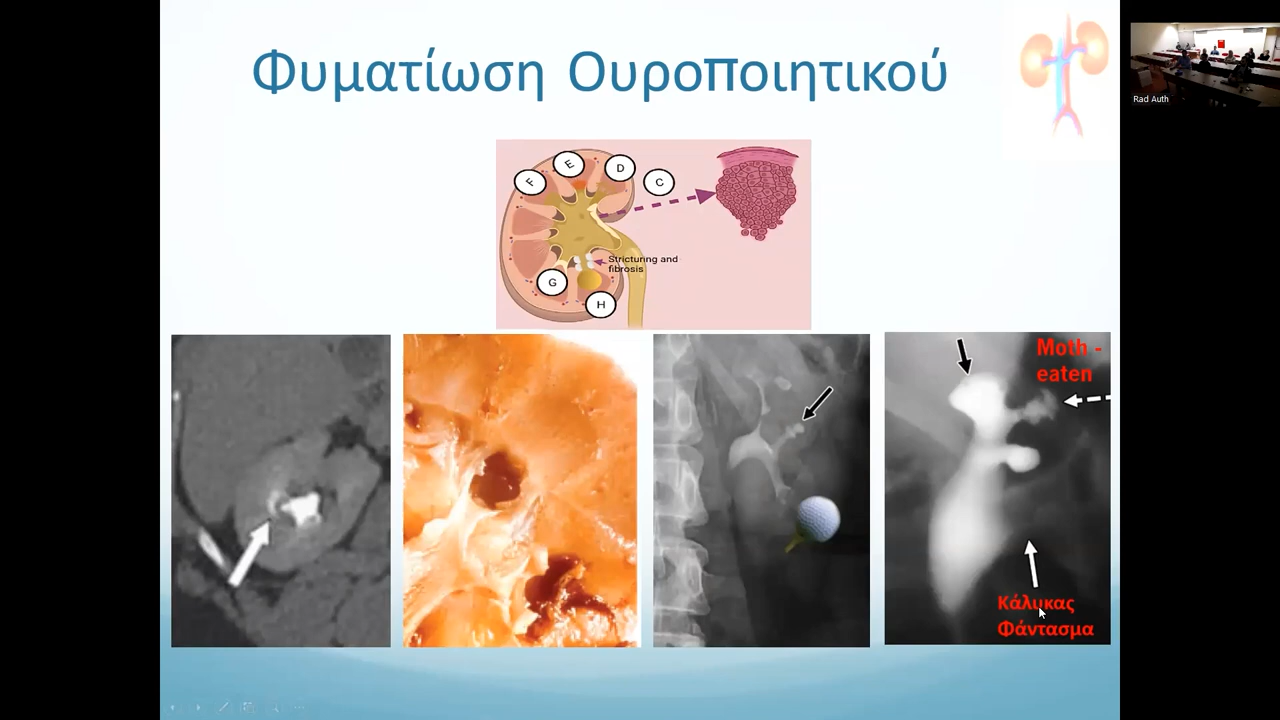 Φυματίωση Ουροποιητικού
Rad Auth
F
E
D
C
Stricturing and
fibrosis
G
H
Moth -
eaten
Κάλυκας
Φάντασμα